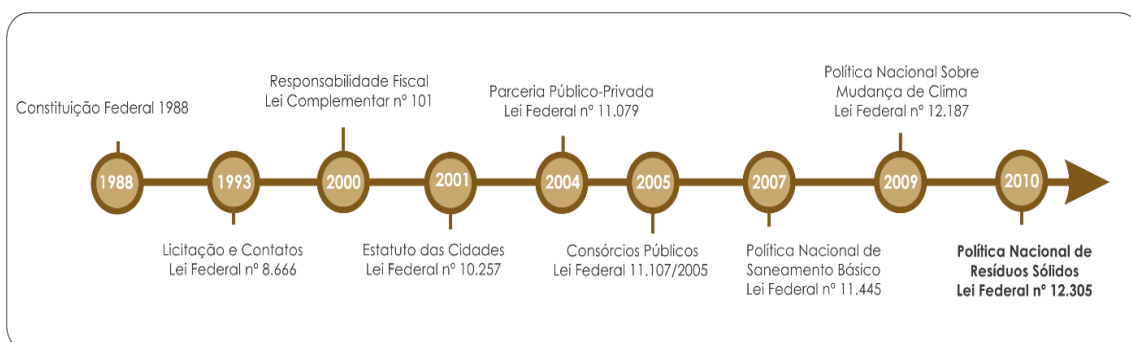 Constituição Federal 1988
Responsabilidade Fiscal
Lei Complementar nº 101
Parceria Público-Privada
Lei Federal nº 11.079
Política Nacional Sobre
Mudança de Clima
Lei Federal nº 12.187
1988
1993
2000
2001
2004
2005
2007
2009
2010
Licitação e Contatos
Lei Federal nº 8.666
Estatuto das Cidades
Lei Federal nº 10.257
Consórcios Públicos
Lei Federal 11.107/2005
Política Nacional de
Saneamento Básico
Lei Federal nº 11.445
Política Nacional de
Resíduos Sólidos
Lei Federal nº 12.305